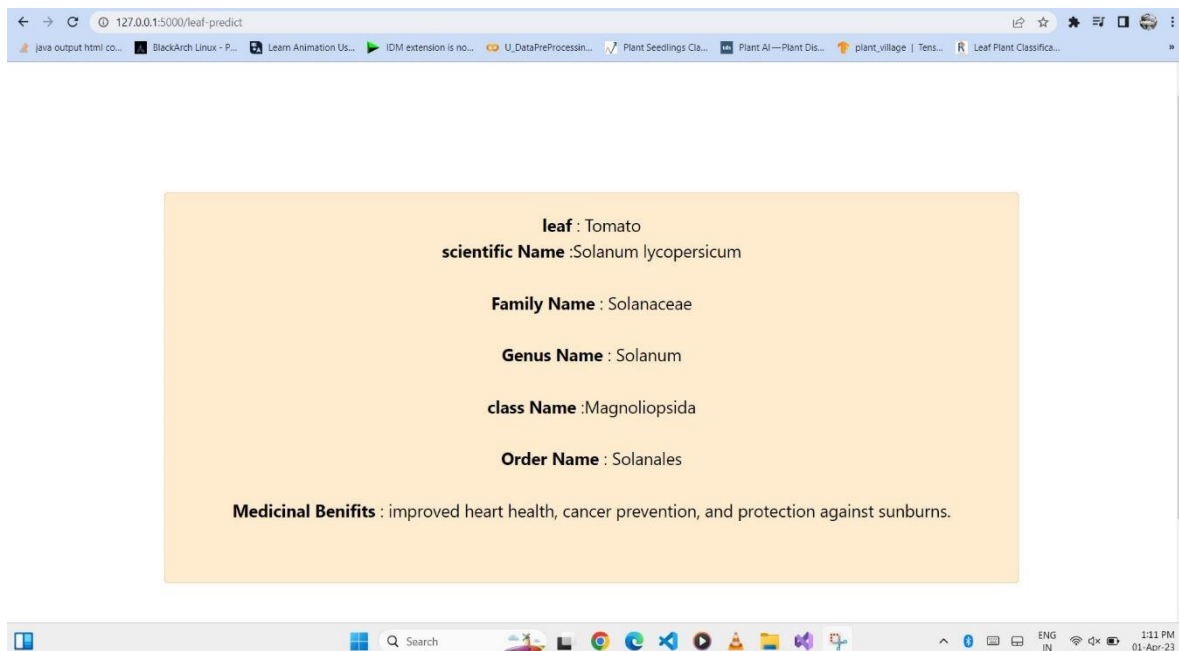 127.0.0.1:5000/leaf-predict
java output html co...
BlackArch Linux - P...
Learn Animation Us...
IDM extension is no...
U_DataPreProcessin...
Plant Seedlings Cla...
Plant AI—Plant Dis...
plant_village | Tens...
Leaf Plant Classifica...
leaf : Tomato
scientific Name :Solanum lycopersicum
Family Name : Solanaceae
Genus Name : Solanum
class Name :Magnoliopsida
Order Name : Solanales
Medicinal Benifits : improved heart health, cancer prevention, and protection against sunburns.
Search
ENG
IN
1:11 PM
01-Apr-23